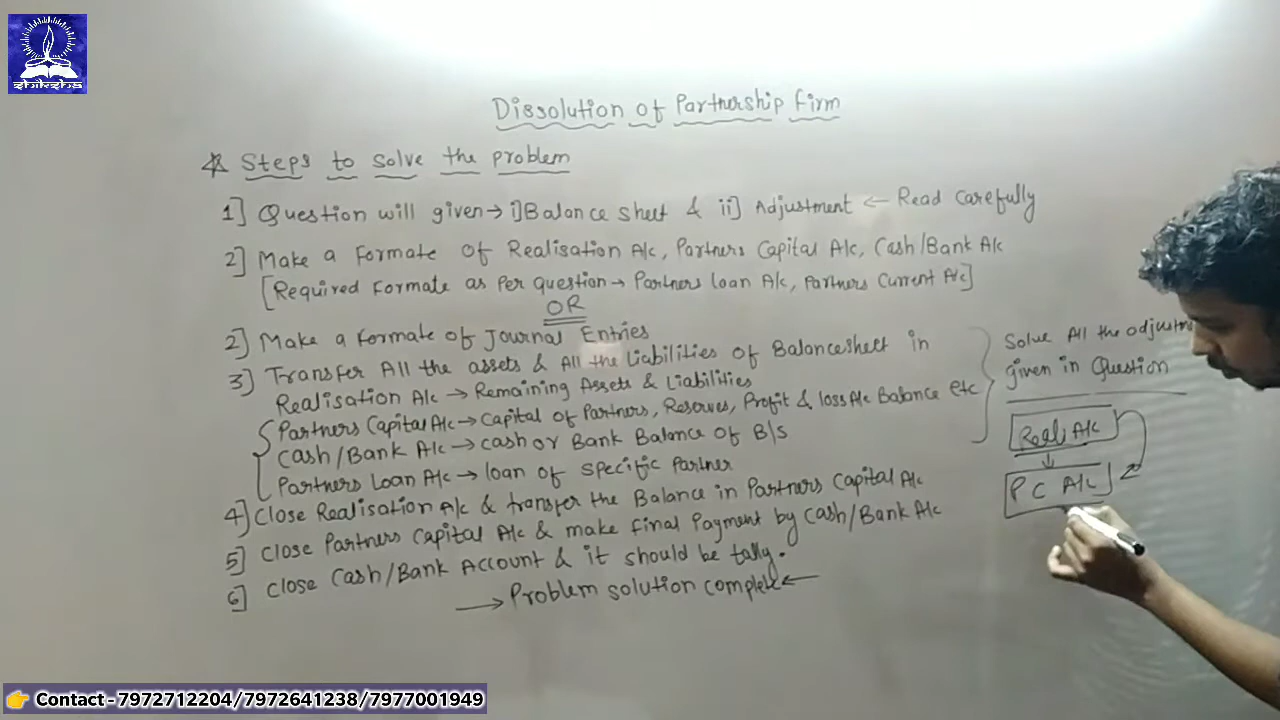 Shiksha
Dissolution of Partnership Firm
☆ Steps to solve the problem
1] Question will given → i] Balance sheet & ii] Adjustment ← Read Carefully
2] Make a Formate of Realisation A/c, Partners Capital A/c, Cash/Bank A/c
[Required Formate as Per question → Partners loan A/c, Partners Current A/c]
OR
2] Make a Formate of Journal Entries
3] Transfer All the assets & All the Liabilities of Balancesheet in
Realisation A/c → Remaining Assets & Liabilities
Partners Capital A/c → Capital of Partners, Reserves, Profit & loss A/c Balance etc
Cash/Bank A/c → cash or Bank Balance of B/s
Partners Loan A/c → loan of specific Partner
4] Close Realisation A/c & transfer the Balance in Partners Capital A/c
5] Close Partners Capital A/c & make final Payment by Cash/Bank A/c
6] Close Cash/Bank Account & it should be tally.
→ Problem solution complete ←
Solve All the
given in Question
Real A/c
↓
P C A/c
👉 Contact - 7972712204/7972641238/7977001949